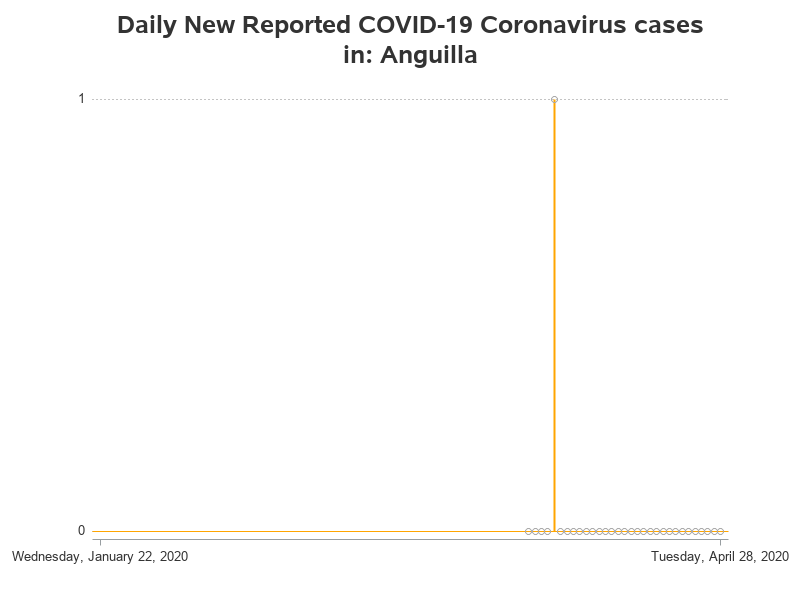 Daily New Reported COVID-19 Coronavirus cases
in: Anguilla
1
0
Wednesday, January 22, 2020
Tuesday, April 28, 2020